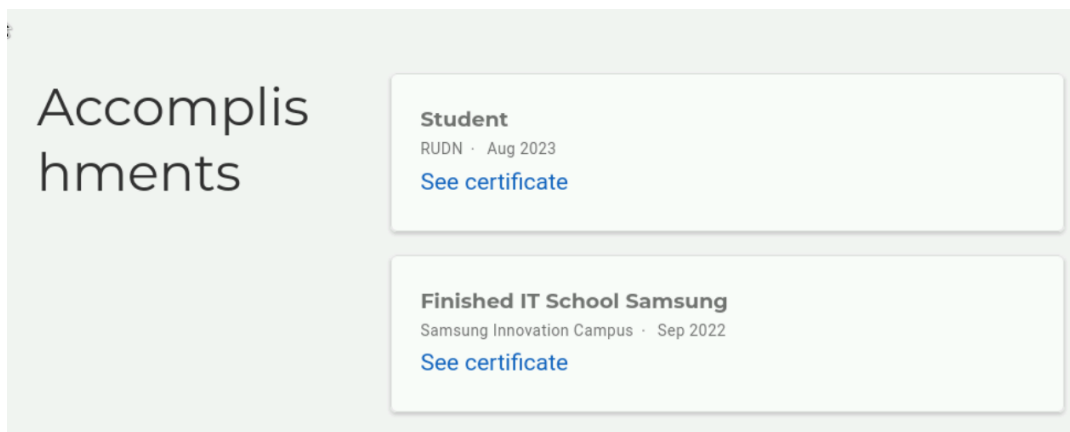 Accomplis
hments
Student
RUDN · Aug 2023
See certificate
Finished IT School Samsung
Samsung Innovation Campus · Sep 2022
See certificate